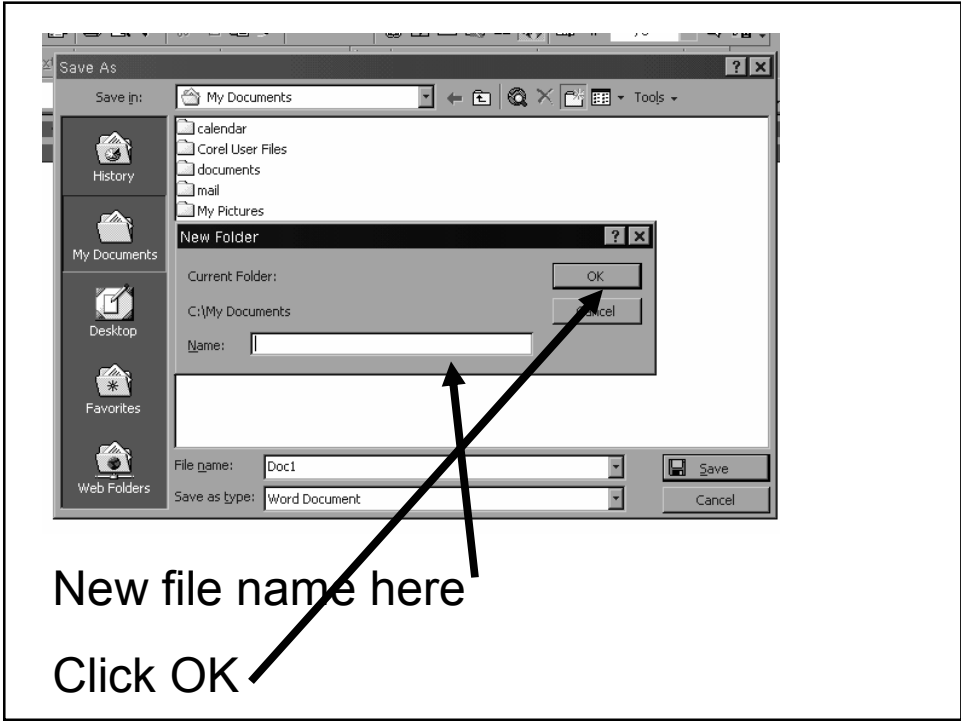 Save As
Save in:
My Documents
Tools
History
My Documents
Desktop
Favorites
Web Folders
calendar
Corel User Files
documents
mail
My Pictures
New Folder
Current Folder:
OK
C:\My Documents
Name:
File name:
Doc1
Save
Save as type:
Word Document
Cancel
New file name here
Click OK